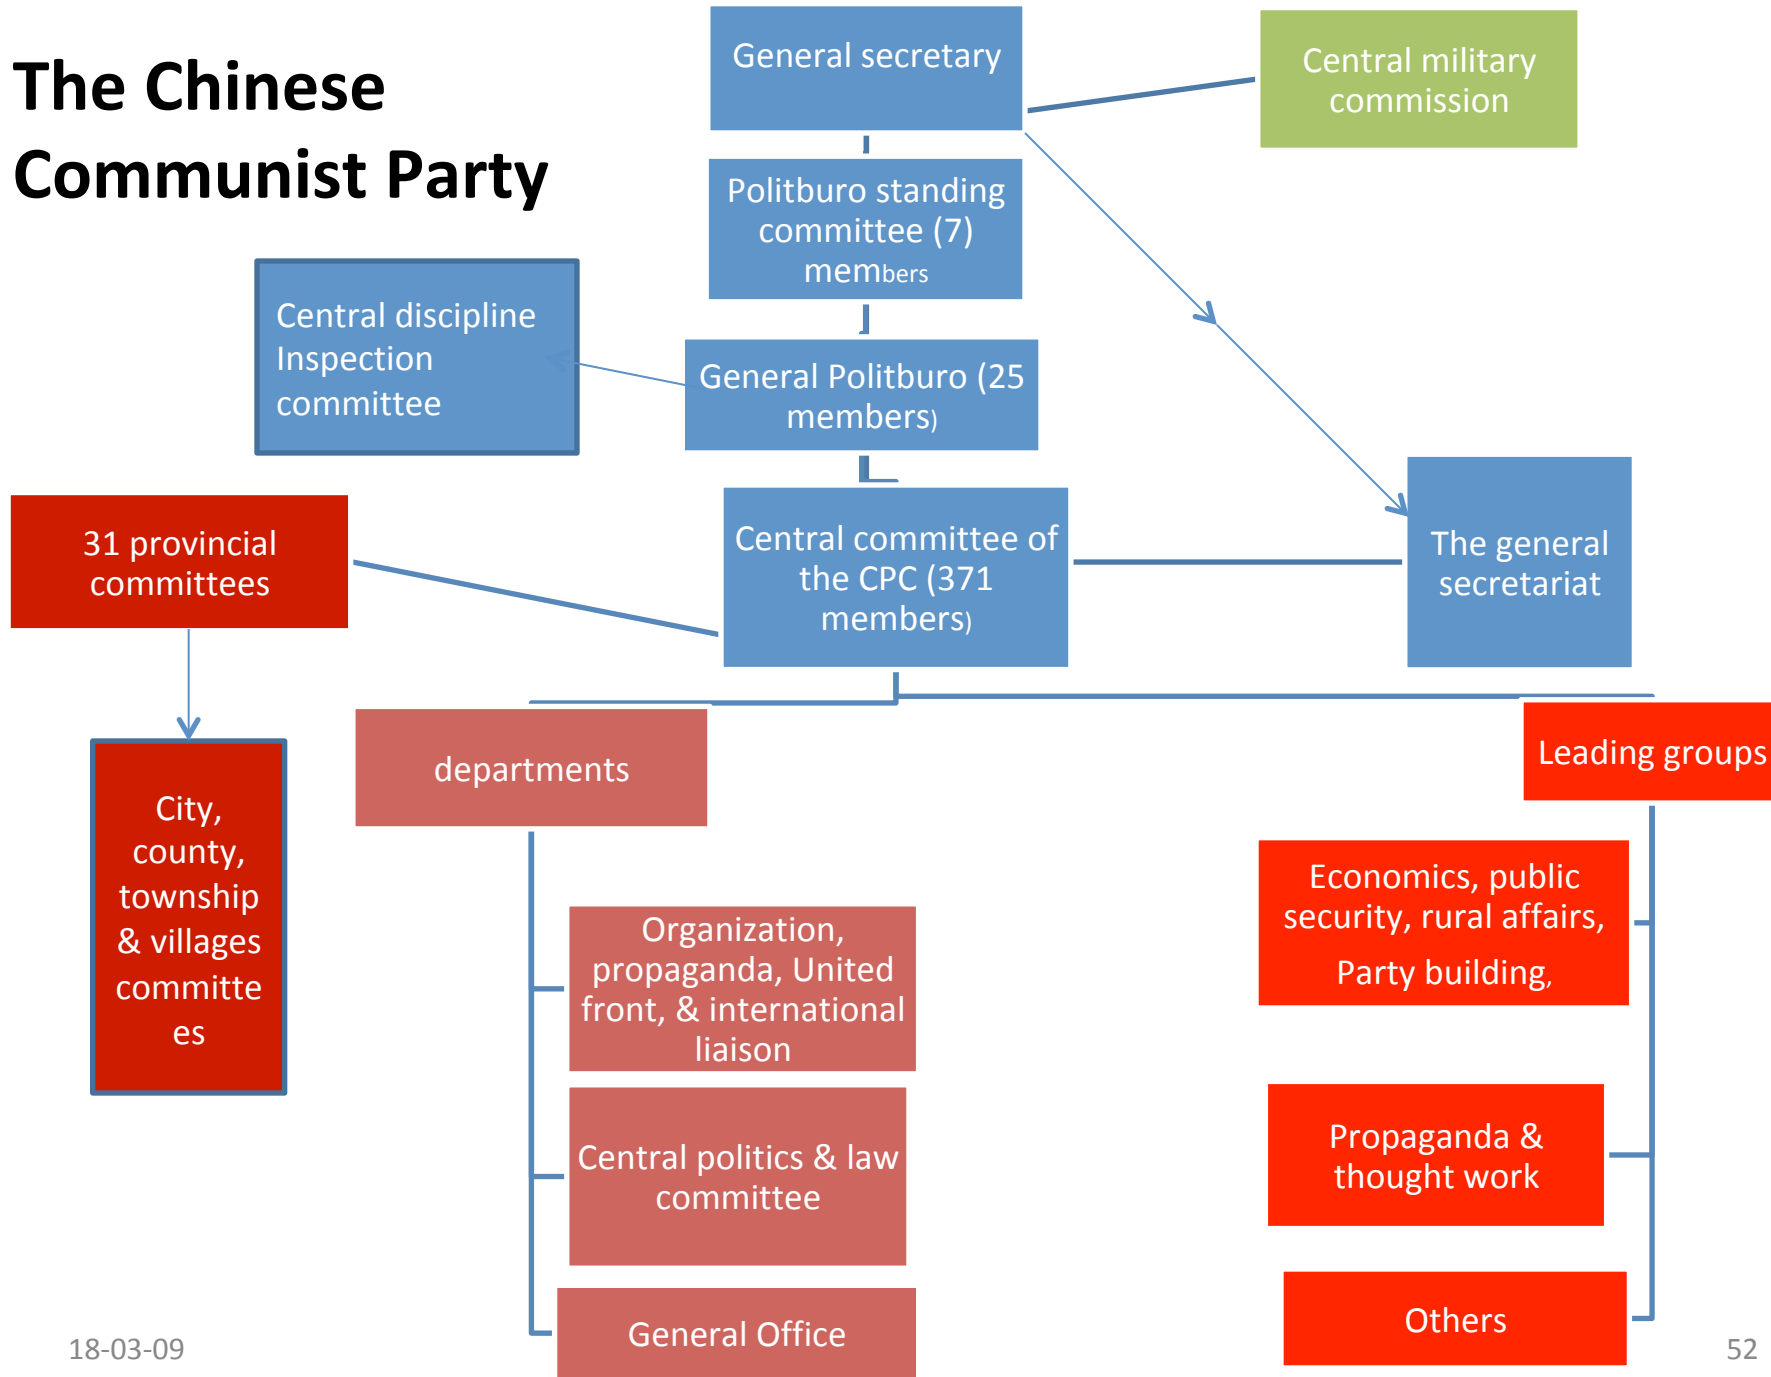 The Chinese
Communist Party
General secretary
Central military
commission
Politburo standing
committee (7)
members
Central discipline
Inspection
committee
General Politburo (25
members)
31 provincial
committees
Central committee of
the CPC (371
members)
The general
secretariat
departments
Leading groups
City,
county,
township
& villages
committe
es
Organization,
propaganda, United
front, & international
liaison
Central politics & law
committee
General Office
Economics, public
security, rural affairs,
Party building,
Propaganda &
thought work
Others
18-03-09
52